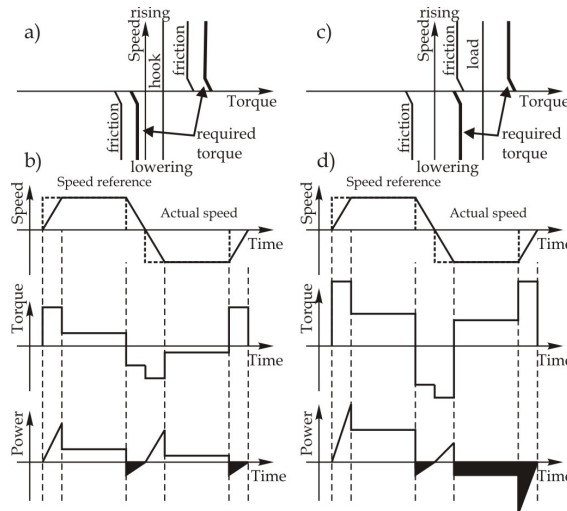 a)
Speed
rising
hook
friction
Torque
friction
required
torque
lowering
c)
Speed
rising
friction
load
Torque
friction
required
torque
lowering
b)
Speed
Speed reference
Actual speed
Time
Torque
Time
Power
Time
d)
Speed
Speed reference
Actual speed
Time
Torque
Time
Power
Time